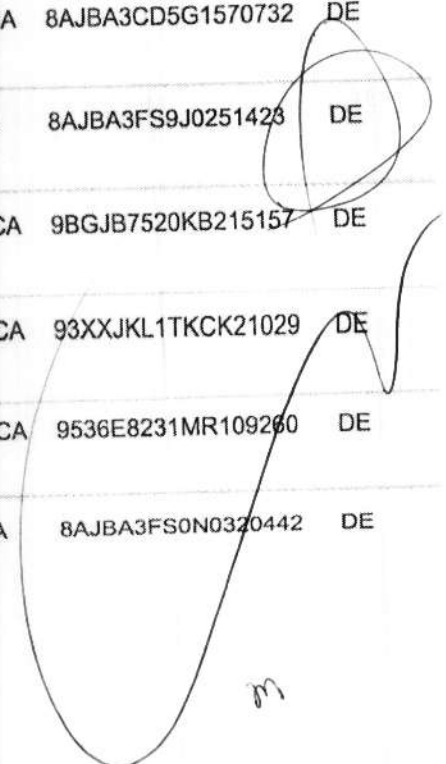 A 8AJBA3CD5G1570732 DE
8AJBA3FS9J0251423 DE
CA 9BGJB7520KB215157 DE
CA 93XXJKL1TKCK21029 DE
CA 9536E8231MR109260 DE
A 8AJBA3FS0N0320442 DE